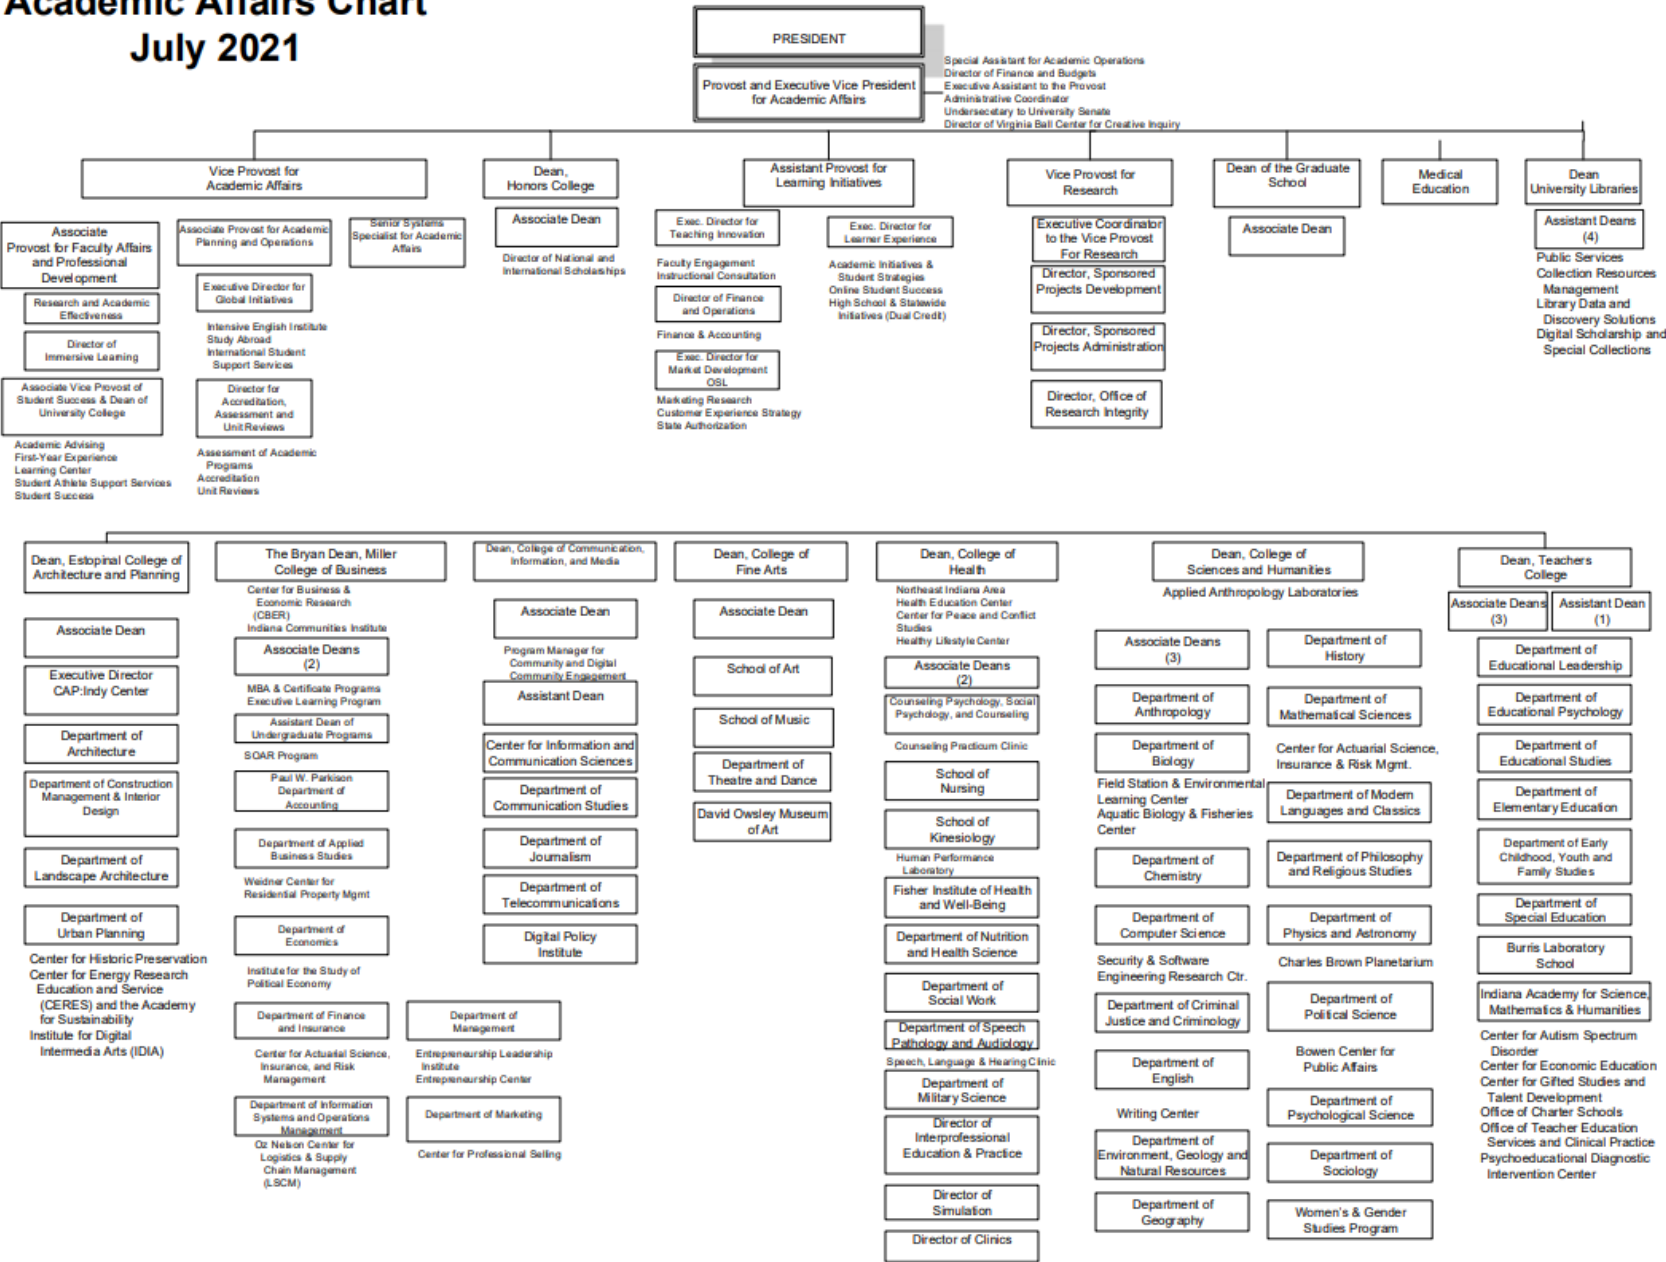 Academic Affairs Chart
July 2021
PRESIDENT
Provost and Executive Vice President
for Academic Affairs
Special Assistant for Academic Operations
Director of Finance and Budgets
Executive Assistant to the Provost
Administrative Coordinator
Undersecetary to University Senate
Director of Virginia Ball Center for Creative Inquiry
Vice Provost for
Academic Affairs
Dean,
Honors College
Assistant Provost for
Learning Initiatives
Vice Provost for
Research
Dean of the Graduate
School
Medical
Education
Dean
University Libraries
Associate
Provost for Faculty Affairs
and Professional
Development
Research and Academic
Effectiveness
Director of
Immersive Learning
Associate Vice Provost of
Student Success & Dean of
University College
Academic Advising
First-Year Experience
Learning Center
Student Athlete Support Services
Student Success
Associate Provost for Academic
Planning and Operations
Executive Director for
Global Initiatives
Intensive English Institute
Study Abroad
International Student
Support Services
Director for
Accreditation,
Assessment and
Unit Reviews
Assessment of Academic
Programs
Accreditation
Unit Reviews
Senior Systems
Specialist for Academic
Affairs
Associate Dean
Director of National and
International Scholarships
Exec. Director for
Teaching Innovation
Faculty Engagement
Instructional Consultation
Director of Finance
and Operations
Finance & Accounting
Exec. Director for
Market Development
OSL
Marketing Research
Customer Experience Strategy
State Authorization
Exec. Director for
Learner Experience
Academic Initiatives &
Student Strategies
Online Student Success
High School & Statewide
Initiatives (Dual Credit)
Executive Coordinator
to the Vice Provost
For Research
Director, Sponsored
Projects Development
Director, Sponsored
Projects Administration
Director, Office of
Research Integrity
Associate Dean
Assistant Deans
(4)
Public Services
Collection Resources
Management
Library Data and
Discovery Solutions
Digital Scholarship and
Special Collections
Dean, Estopinal College of
Architecture and Planning
Associate Dean
Executive Director
CAP:Indy Center
Department of
Architecture
Department of Construction
Management & Interior
Design
Department of
Landscape Architecture
Department of
Urban Planning
Center for Historic Preservation
Center for Energy Research
Education and Service
(CERES) and the Academy
for Sustainability
Institute for Digital
Intermedia Arts (IDIA)
The Bryan Dean, Miller
College of Business
Center for Business &
Economic Research
(CBER)
Indiana Communities Institute
Associate Deans
(2)
MBA & Certificate Programs
Executive Learning Program
Assistant Dean of
Undergraduate Programs
SOAR Program
Paul W. Parkison
Department of
Accounting
Department of Applied
Business Studies
Weidner Center for
Residential Property Mgmt
Department of
Economics
Institute for the Study of
Political Economy
Department of Finance
and Insurance
Center for Actuarial Science,
Insurance, and Risk
Management
Department of Information
Systems and Operations
Management
Oz Nelson Center for
Logistics & Supply
Chain Management
(LSCM)
Department of
Management
Entrepreneurship Leadership
Institute
Entrepreneurship Center
Department of Marketing
Center for Professional Selling
Dean, College of Communication,
Information, and Media
Associate Dean
Program Manager for
Community and Digital
Community Engagement
Assistant Dean
Center for Information and
Communication Sciences
Department of
Communication Studies
Department of
Journalism
Department of
Telecommunications
Digital Policy
Institute
Dean, College of
Fine Arts
Associate Dean
School of Art
School of Music
Department of
Theatre and Dance
David Owsley Museum
of Art
Dean, College of
Health
Northeast Indiana Area
Health Education Center
Center for Peace and Conflict
Studies
Healthy Lifestyle Center
Associate Deans
(2)
Counseling Psychology, Social
Psychology, and Counseling
Counseling Practicum Clinic
School of
Nursing
School of
Kinesiology
Human Performance
Laboratory
Fisher Institute of Health
and Well-Being
Department of Nutrition
and Health Science
Department of
Social Work
Department of Speech
Pathology and Audiology
Speech, Language & Hearing Clinic
Department of
Military Science
Director of
Interprofessional
Education & Practice
Director of
Simulation
Director of Clinics
Dean, College of
Sciences and Humanities
Applied Anthropology Laboratories
Associate Deans
(3)
Department of
Anthropology
Department of
Biology
Field Station & Environmental
Learning Center
Aquatic Biology & Fisheries
Center
Department of
Chemistry
Department of
Computer Science
Security & Software
Engineering Research Ctr.
Department of Criminal
Justice and Criminology
Department of
English
Writing Center
Department of
Environment, Geology and
Natural Resources
Department of
Geography
Department of
History
Department of
Mathematical Sciences
Center for Actuarial Science,
Insurance & Risk Mgmt.
Department of Modern
Languages and Classics
Department of Philosophy
and Religious Studies
Department of
Physics and Astronomy
Charles Brown Planetarium
Department of
Political Science
Bowen Center for
Public Affairs
Department of
Psychological Science
Department of
Sociology
Women's & Gender
Studies Program
Dean, Teachers
College
Associate Deans
(3)
Assistant Dean
(1)
Department of
Educational Leadership
Department of
Educational Psychology
Department of
Educational Studies
Department of
Elementary Education
Department of Early
Childhood, Youth and
Family Studies
Department of
Special Education
Burris Laboratory
School
Indiana Academy for Science,
Mathematics & Humanities
Center for Autism Spectrum
Disorder
Center for Economic Education
Center for Gifted Studies and
Talent Development
Office of Charter Schools
Office of Teacher Education
Services and Clinical Practice
Psychoeducational Diagnostic
Intervention Center